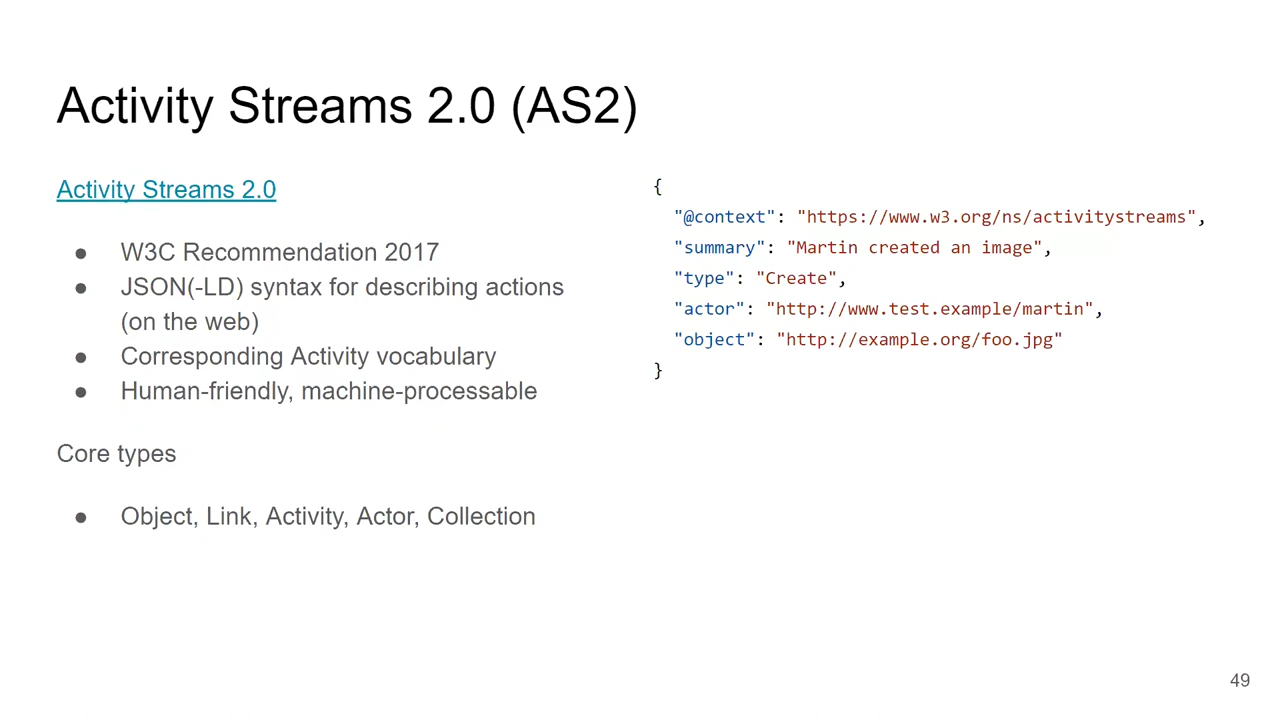 Activity Streams 2.0 (AS2)
Activity Streams 2.0
● W3C Recommendation 2017
● JSON(-LD) syntax for describing actions
(on the web)
● Corresponding Activity vocabulary
● Human-friendly, machine-processable
Core types
● Object, Link, Activity, Actor, Collection
{
  "@context": "https://www.w3.org/ns/activitystreams",
  "summary": "Martin created an image",
  "type": "Create",
  "actor": "http://www.test.example/martin",
  "object": "http://example.org/foo.jpg"
}
49